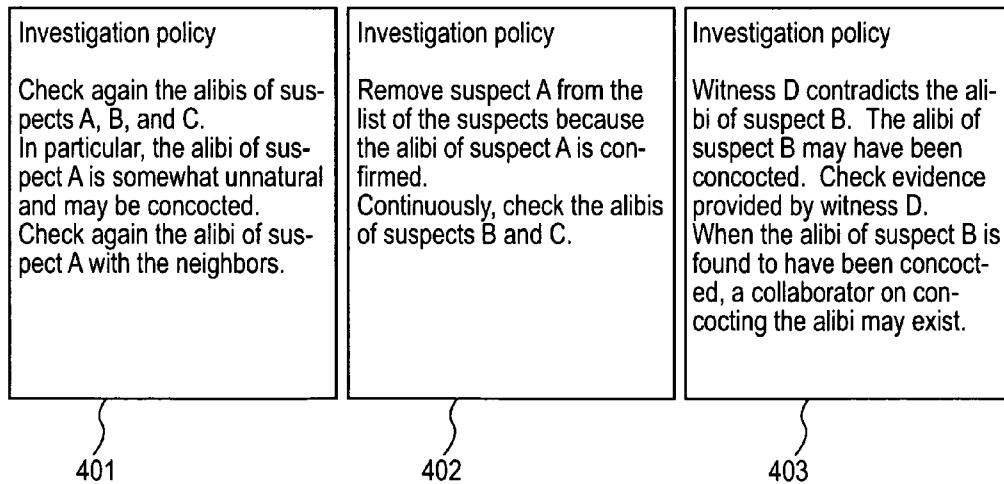 Investigation policy
Check again the alibis of sus-
pects A, B, and C.
In particular, the alibi of sus-
pect A is somewhat unnatural
and may be concocted.
Check again the alibi of sus-
pect A with the neighbors.
401
Investigation policy
Remove suspect A from the
list of the suspects because
the alibi of suspect A is con-
firmed.
Continuously, check the alibis
of suspects B and C.
402
Investigation policy
Witness D contradicts the ali-
bi of suspect B.  The alibi of
suspect B may have been
concocted.  Check evidence
provided by witness D.
When the alibi of suspect B is
found to have been concoct-
ed, a collaborator on con-
cocting the alibi may exist.
403